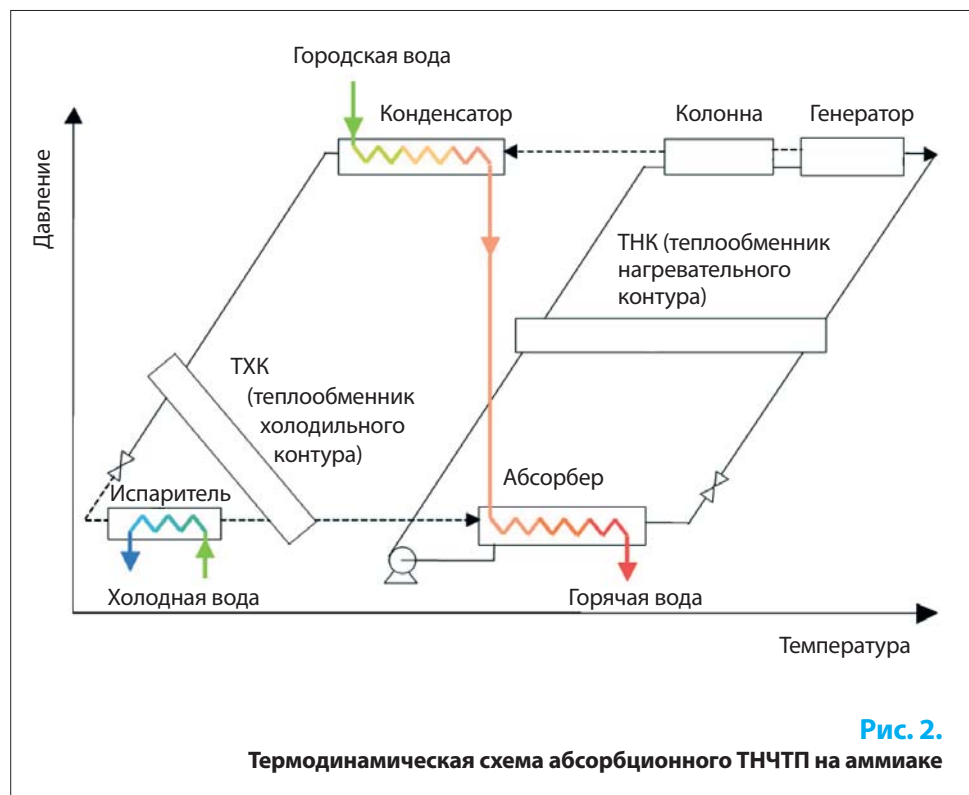 Городская вода
Конденсатор
Колонна
Генератор
Давление
ТНК (теплообменник
нагревательного
контура)
ТХК
(теплообменник
холодильного
контура)
Испаритель
Абсорбер
Холодная вода
Горячая вода
Температура
Рис. 2.
Термодинамическая схема абсорбционного ТНЧТП на аммиаке